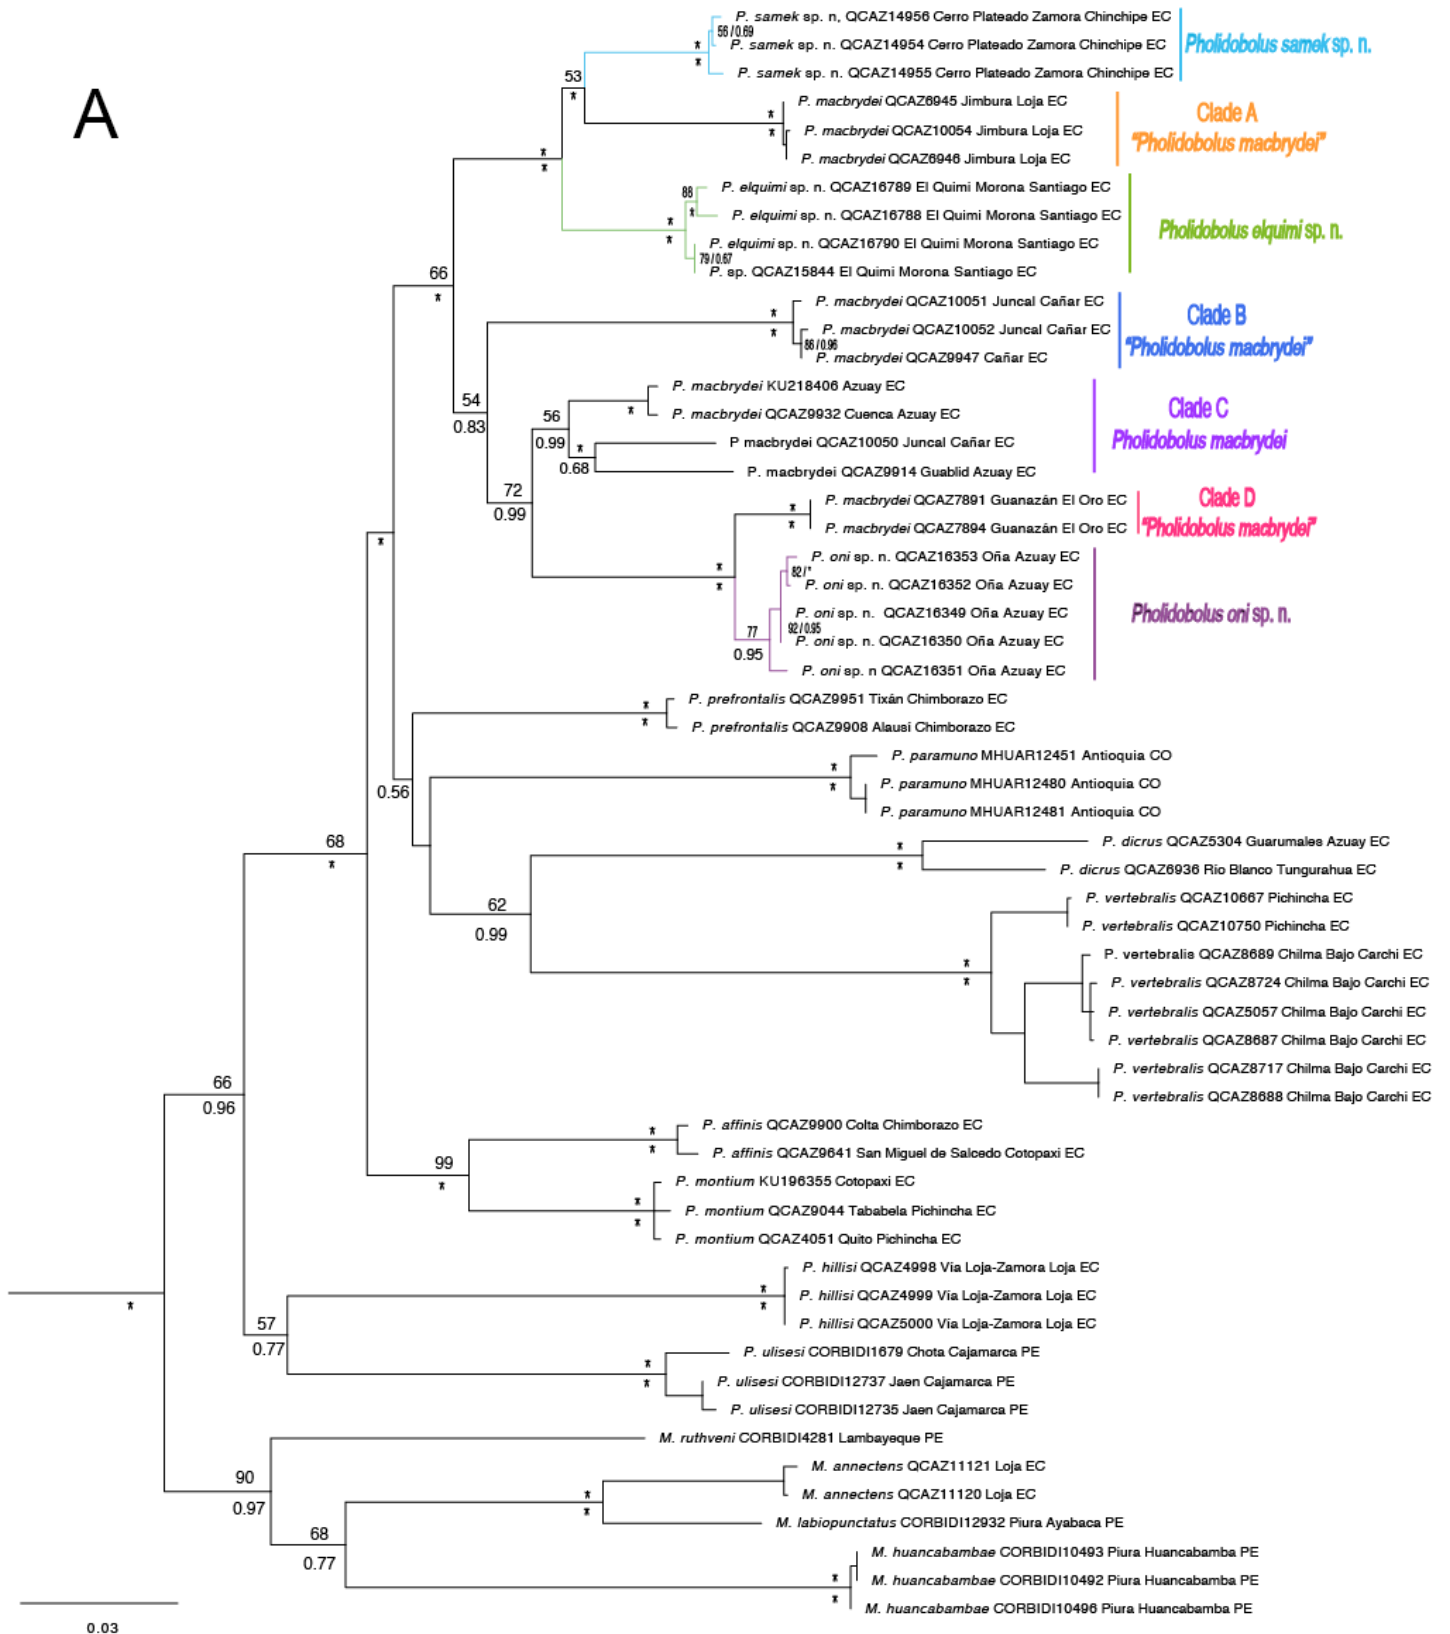 A
P. samek sp. n, QCAZ14956 Cerro Plateado Zamora Chinchipe EC
56 / 0.69
P. samek sp. n. QCAZ14954 Cerro Plateado Zamora Chinchipe EC
*
*
P. samek sp. n. QCAZ14955 Cerro Plateado Zamora Chinchipe EC
Pholidobolus samek sp. n.
53
*
P. macbrydei QCAZ6945 Jimbura Loja EC
*
*
P. macbrydei QCAZ10054 Jimbura Loja EC
P. macbrydei QCAZ6946 Jimbura Loja EC
Clade A
"Pholidobolus macbrydei"
*
*
P. elquimi sp. n. QCAZ16789 El Quimi Morona Santiago EC
88
*
P. elquimi sp. n. QCAZ16788 El Quimi Morona Santiago EC
*
*
P. elquimi sp. n. QCAZ16790 El Quimi Morona Santiago EC
79 / 0.67
P. sp. QCAZ15844 El Quimi Morona Santiago EC
Pholidobolus elquimi sp. n.
66
*
P. macbrydei QCAZ10051 Juncal Cañar EC
*
*
P. macbrydei QCAZ10052 Juncal Cañar EC
86 / 0.96
P. macbrydei QCAZ9947 Cañar EC
Clade B
"Pholidobolus macbrydei"
54
0.83
P. macbrydei KU218406 Azuay EC
*
P. macbrydei QCAZ9932 Cuenca Azuay EC
56
0.99
*
0.68
P macbrydei QCAZ10050 Juncal Cañar EC
P. macbrydei QCAZ9914 Guablid Azuay EC
Clade C
Pholidobolus macbrydei
72
0.99
P. macbrydei QCAZ7891 Guanazán El Oro EC
*
*
P. macbrydei QCAZ7894 Guanazán El Oro EC
Clade D
"Pholidobolus macbrydei"
*
*
P. oni sp. n. QCAZ16353 Oña Azuay EC
82 / *
P. oni sp. n. QCAZ16352 Oña Azuay EC
P. oni sp. n. QCAZ16349 Oña Azuay EC
92 / 0.95
P. oni sp. n. QCAZ16350 Oña Azuay EC
77
0.95
P. oni sp. n QCAZ16351 Oña Azuay EC
Pholidobolus oni sp. n.
*
P. prefrontalis QCAZ9951 Tixán Chimborazo EC
*
*
P. prefrontalis QCAZ9908 Alausí Chimborazo EC
0.56
P. paramuno MHUAR12451 Antioquia CO
*
*
P. paramuno MHUAR12480 Antioquia CO
P. paramuno MHUAR12481 Antioquia CO
68
*
P. dicrus QCAZ5304 Guarumales Azuay EC
*
*
P. dicrus QCAZ6936 Río Blanco Tungurahua EC
62
0.99
P. vertebralis QCAZ10667 Pichincha EC
P. vertebralis QCAZ10750 Pichincha EC
*
*
P. vertebralis QCAZ8689 Chilma Bajo Carchi EC
P. vertebralis QCAZ8724 Chilma Bajo Carchi EC
P. vertebralis QCAZ5057 Chilma Bajo Carchi EC
P. vertebralis QCAZ8687 Chilma Bajo Carchi EC
P. vertebralis QCAZ8717 Chilma Bajo Carchi EC
P. vertebralis QCAZ8688 Chilma Bajo Carchi EC
66
0.96
P. affinis QCAZ9900 Colta Chimborazo EC
*
*
P. affinis QCAZ9641 San Miguel de Salcedo Cotopaxi EC
99
*
P. montium KU196355 Cotopaxi EC
*
*
P. montium QCAZ9044 Tababela Pichincha EC
P. montium QCAZ4051 Quito Pichincha EC
P. hillisi QCAZ4998 Vía Loja-Zamora Loja EC
*
*
P. hillisi QCAZ4999 Vía Loja-Zamora Loja EC
P. hillisi QCAZ5000 Vía Loja-Zamora Loja EC
*
57
0.77
P. ulisesi CORBIDI1679 Chota Cajamarca PE
*
*
P. ulisesi CORBIDI12737 Jaen Cajamarca PE
P. ulisesi CORBIDI12735 Jaen Cajamarca PE
M. ruthveni CORBIDI4281 Lambayeque PE
90
0.97
M. annectens QCAZ11121 Loja EC
M. annectens QCAZ11120 Loja EC
*
*
M. labiopunctatus CORBIDI12932 Piura Ayabaca PE
68
0.77
M. huancabambae CORBIDI10493 Piura Huancabamba PE
*
*
M. huancabambae CORBIDI10492 Piura Huancabamba PE
M. huancabambae CORBIDI10496 Piura Huancabamba PE
0.03